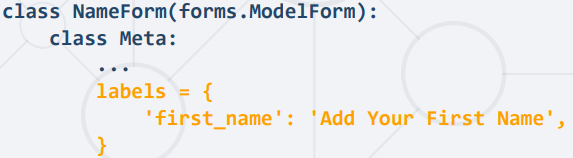 class NameForm(forms.ModelForm):
    class Meta:
        ...
        labels = {
            'first_name': 'Add Your First Name',
        }